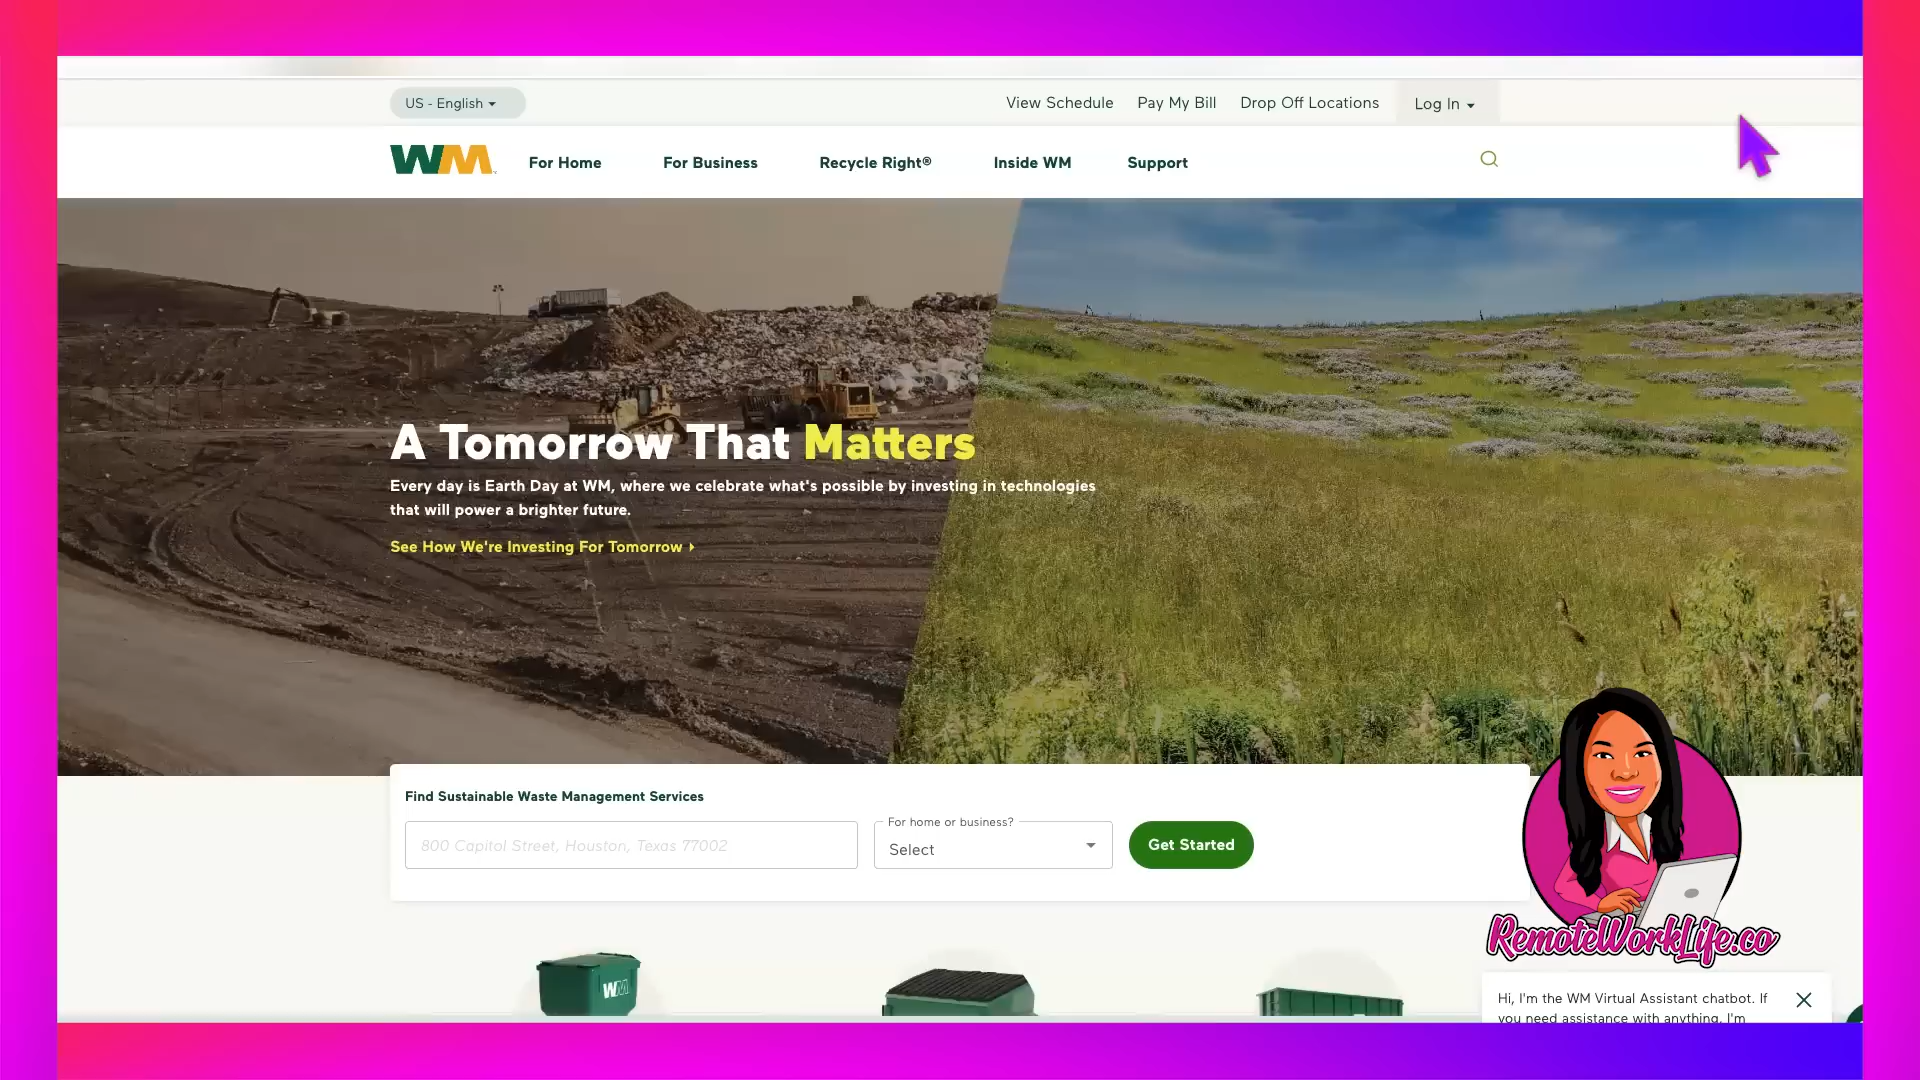 US - English
View Schedule
Pay My Bill
Drop Off Locations
Log In
WM
For Home
For Business
Recycle Right®
Inside WM
Support
A Tomorrow That Matters
Every day is Earth Day at WM, where we celebrate what's possible by investing in technologies
that will power a brighter future.
See How We're Investing For Tomorrow
Find Sustainable Waste Management Services
800 Capitol Street, Houston, Texas 77002
For home or business?
Select
Get Started
WM
RemoteWorkLife.co
Hi, I'm the WM Virtual Assistant chatbot. If
you need assistance with anything, I'm